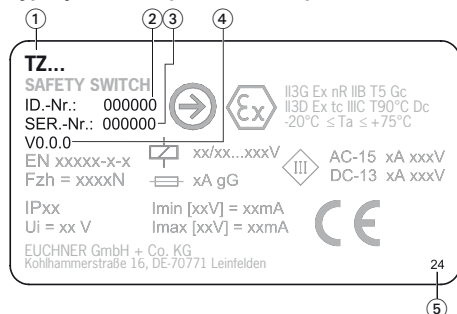 ① ② ③ ④
TZ...
SAFETY SWITCH
ID.-Nr.: 000000
SER.-Nr.: 000000
V0.0.0
EN xxxxx-x-x
Fzh = xxxxN
IPxx
Ui = xx V
Ex
II3G Ex nR IIB T5 Gc
II3D Ex tc IIIC T90°C Dc
-20°C ≤Ta ≤+75°C
xx/xx...xxxV
xA gG
III
AC-15 xA xxxV
DC-13 xA xxxV
Imin [xxV] = xxmA
Imax [xxV] = xxmA
CE
EUCHNER GmbH + Co. KG
Kohlhammerstraße 16, DE-70771 Leinfelden
24
⑤